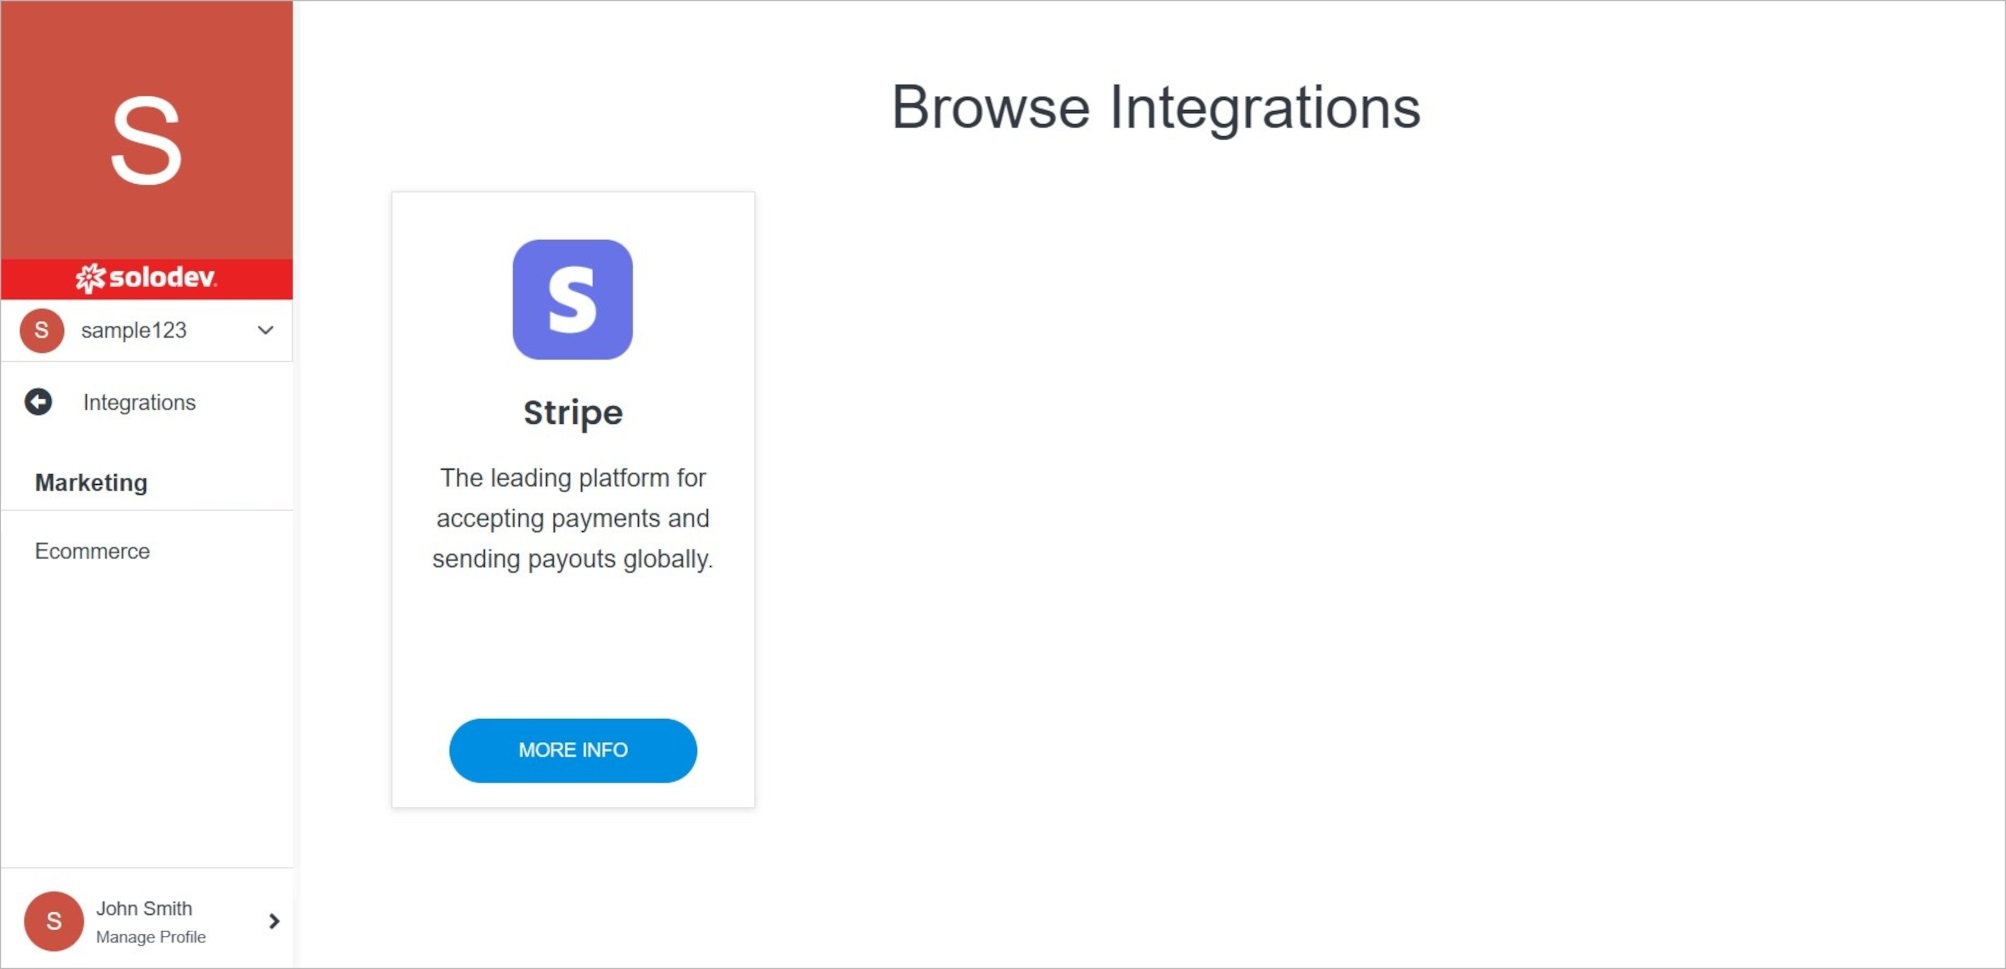 S
solodev
S sample123
Integrations
Marketing
Ecommerce
S John Smith
Manage Profile
Browse Integrations
S
Stripe
The leading platform for
accepting payments and
sending payouts globally.
MORE INFO